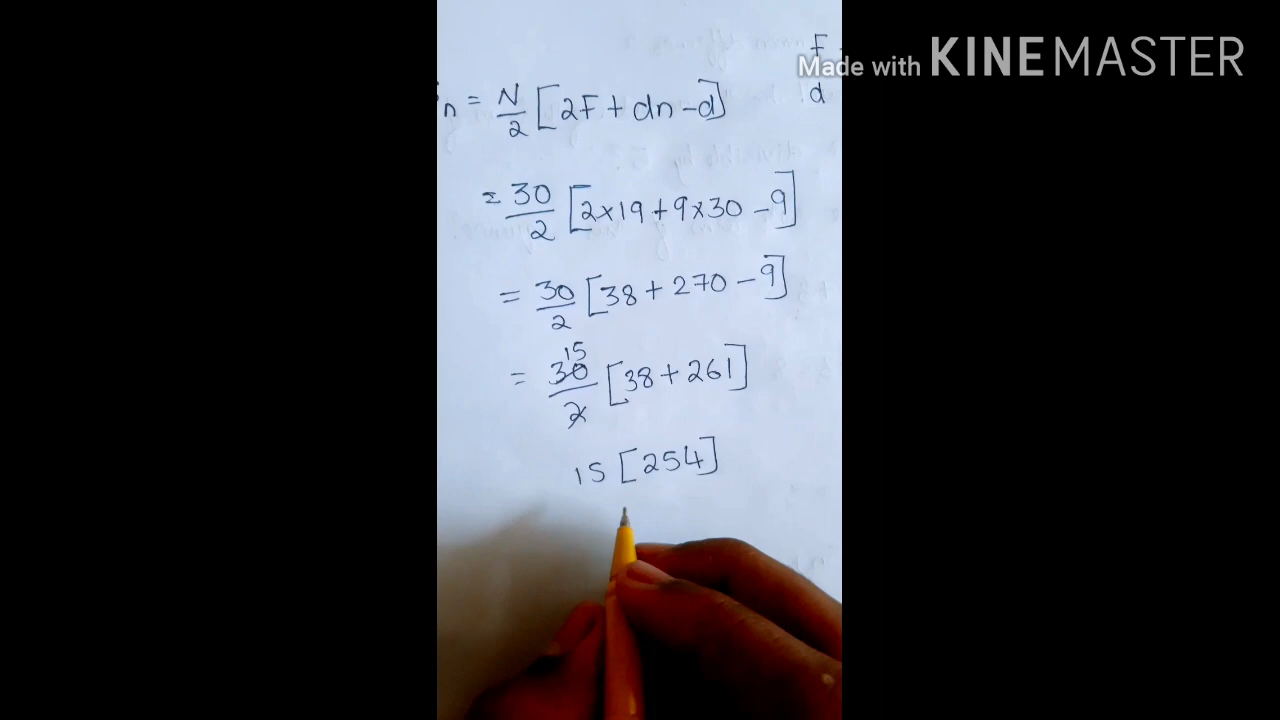 F
Made with KINEMASTER
n = N/2 [2F + dn - d]
d
= 30/2 [2×19 + 9×30 - 9]
= 30/2 [38 + 270 - 9]
15
= 30/2 [38 + 261]
15 [254]